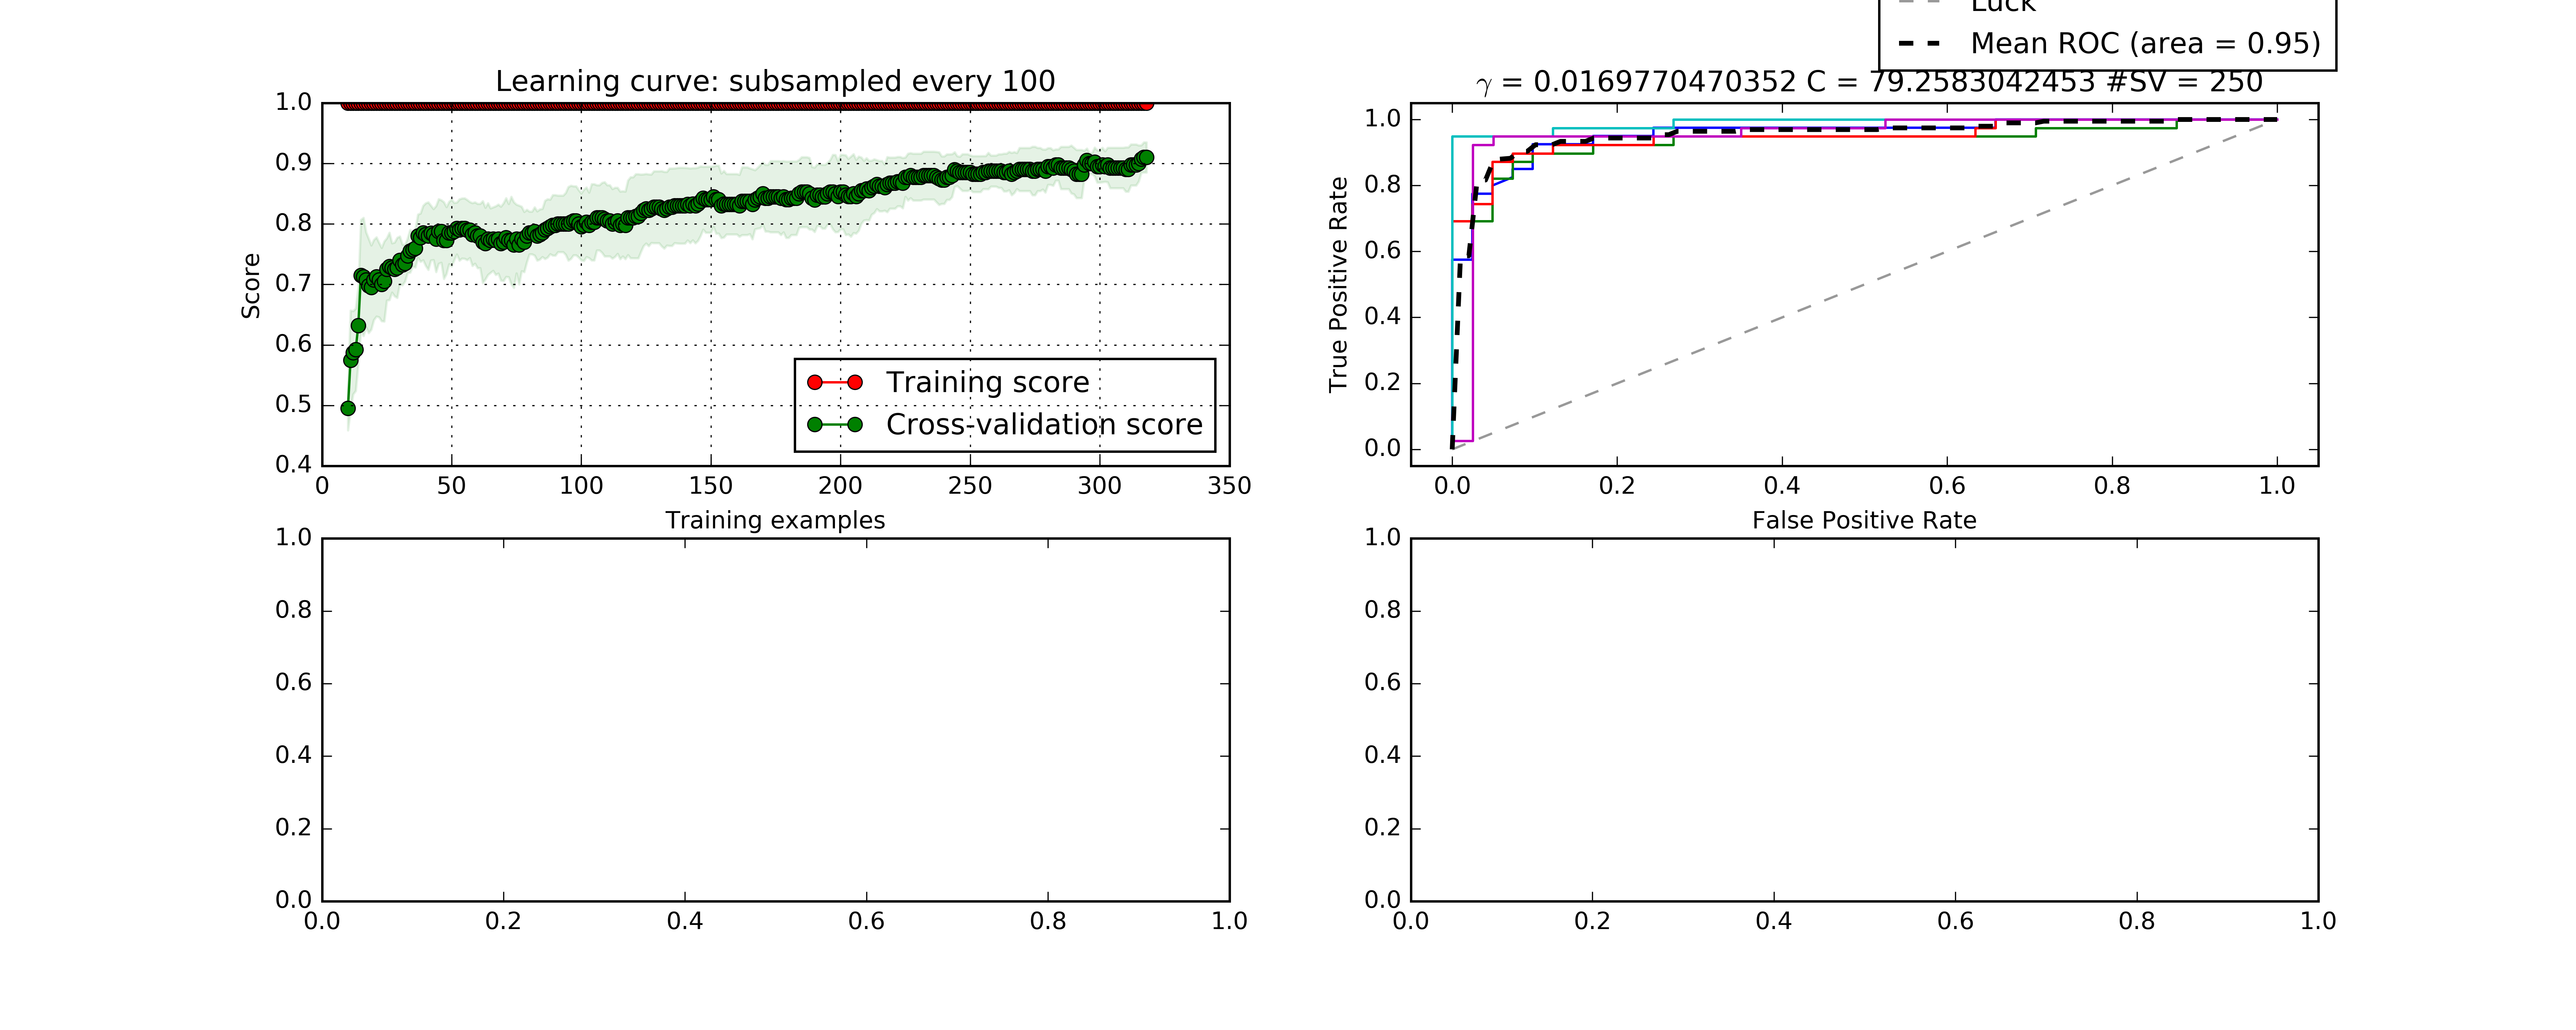 Luck
Mean ROC (area = 0.95)
Learning curve: subsampled every 100
γ = 0.0169770470352 C = 79.2583042453 #SV = 250
1.0
0.9
0.8
0.7
0.6
0.5
0.4
Score
Training score
Cross-validation score
0 50 100 150 200 250 300 350
Training examples
1.0
0.8
0.6
0.4
0.2
0.0
True Positive Rate
0.0 0.2 0.4 0.6 0.8 1.0
False Positive Rate
1.0
0.8
0.6
0.4
0.2
0.0
0.0 0.2 0.4 0.6 0.8 1.0
1.0
0.8
0.6
0.4
0.2
0.0
0.0 0.2 0.4 0.6 0.8 1.0